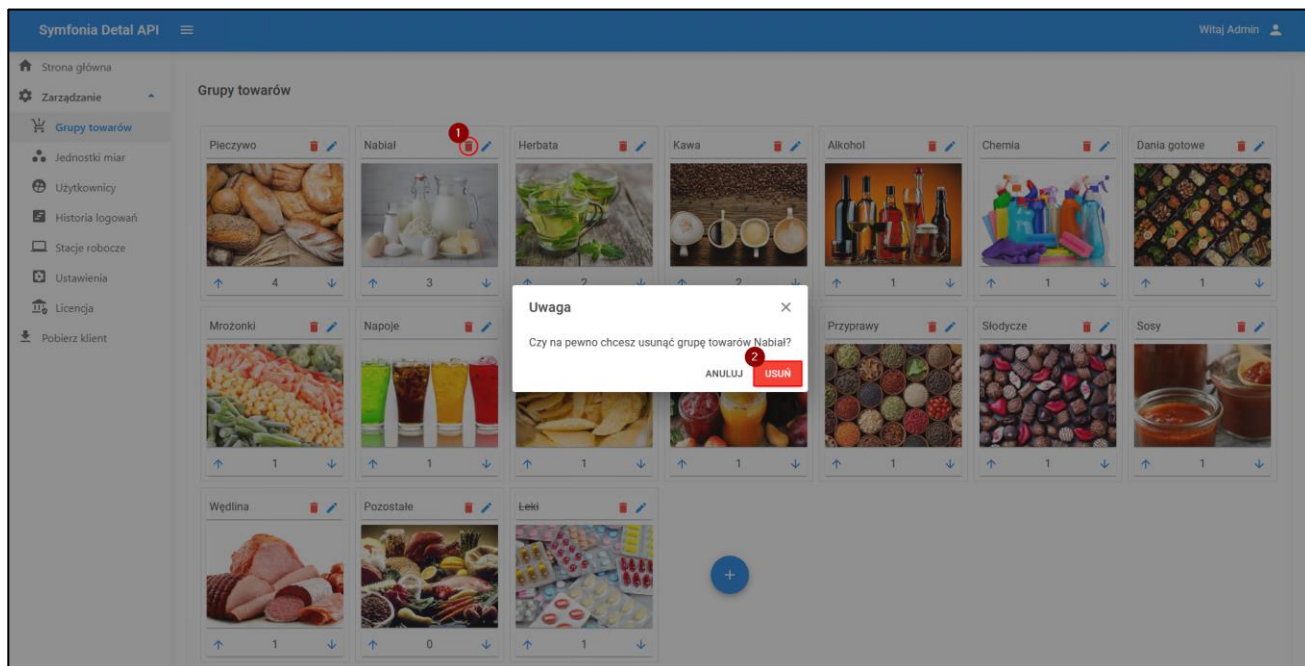 Symfonia Detal API
Witaj Admin
Strona główna
Zarządzanie
Grupy towarów
Jednostki miar
Użytkownicy
Historia logowań
Stacje robocze
Ustawienia
Licencja
Pobierz klient
Grupy towarów
1
Pieczywo Nabiał Herbata Kawa Alkohol Chemia Dania gotowe
4 3 2 2 1 1 1
Uwaga
Czy na pewno chcesz usunąć grupę towarów Nabiał?
2
ANULUJ USUŃ
Mrożonki Napoje Przyprawy Słodycze Sosy
1 1 1 1 1 1 1
Wędlina Pozostałe Leki
1 0 1